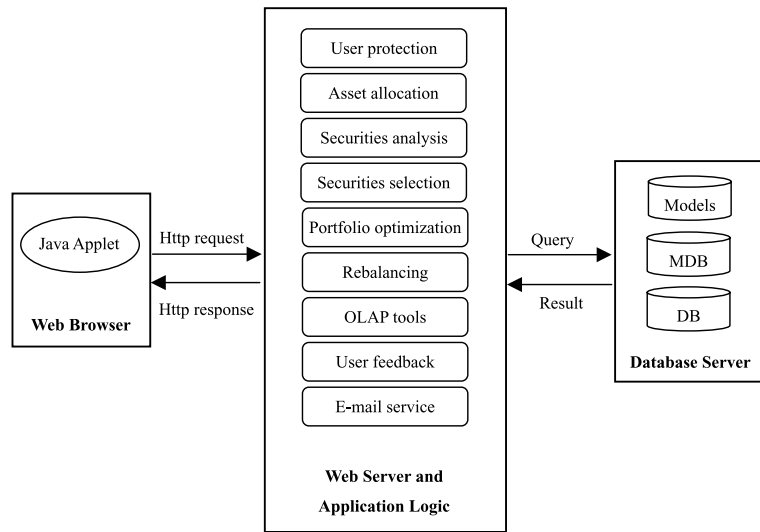 User protection
Asset allocation
Securities analysis
Securities selection
Portfolio optimization
Rebalancing
OLAP tools
User feedback
E-mail service
Web Server and
Application Logic
Java Applet
Web Browser
Http request
Http response
Query
Result
Models
MDB
DB
Database Server